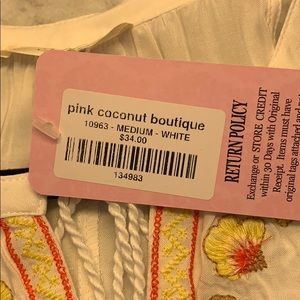 pink coconut boutique
10963 - MEDIUM - WHITE
$34.00
134983
RETURN POLICY
Exchange or STORE CREDIT
within 30 Days with Original
Receipt. Items must have
original tags attached